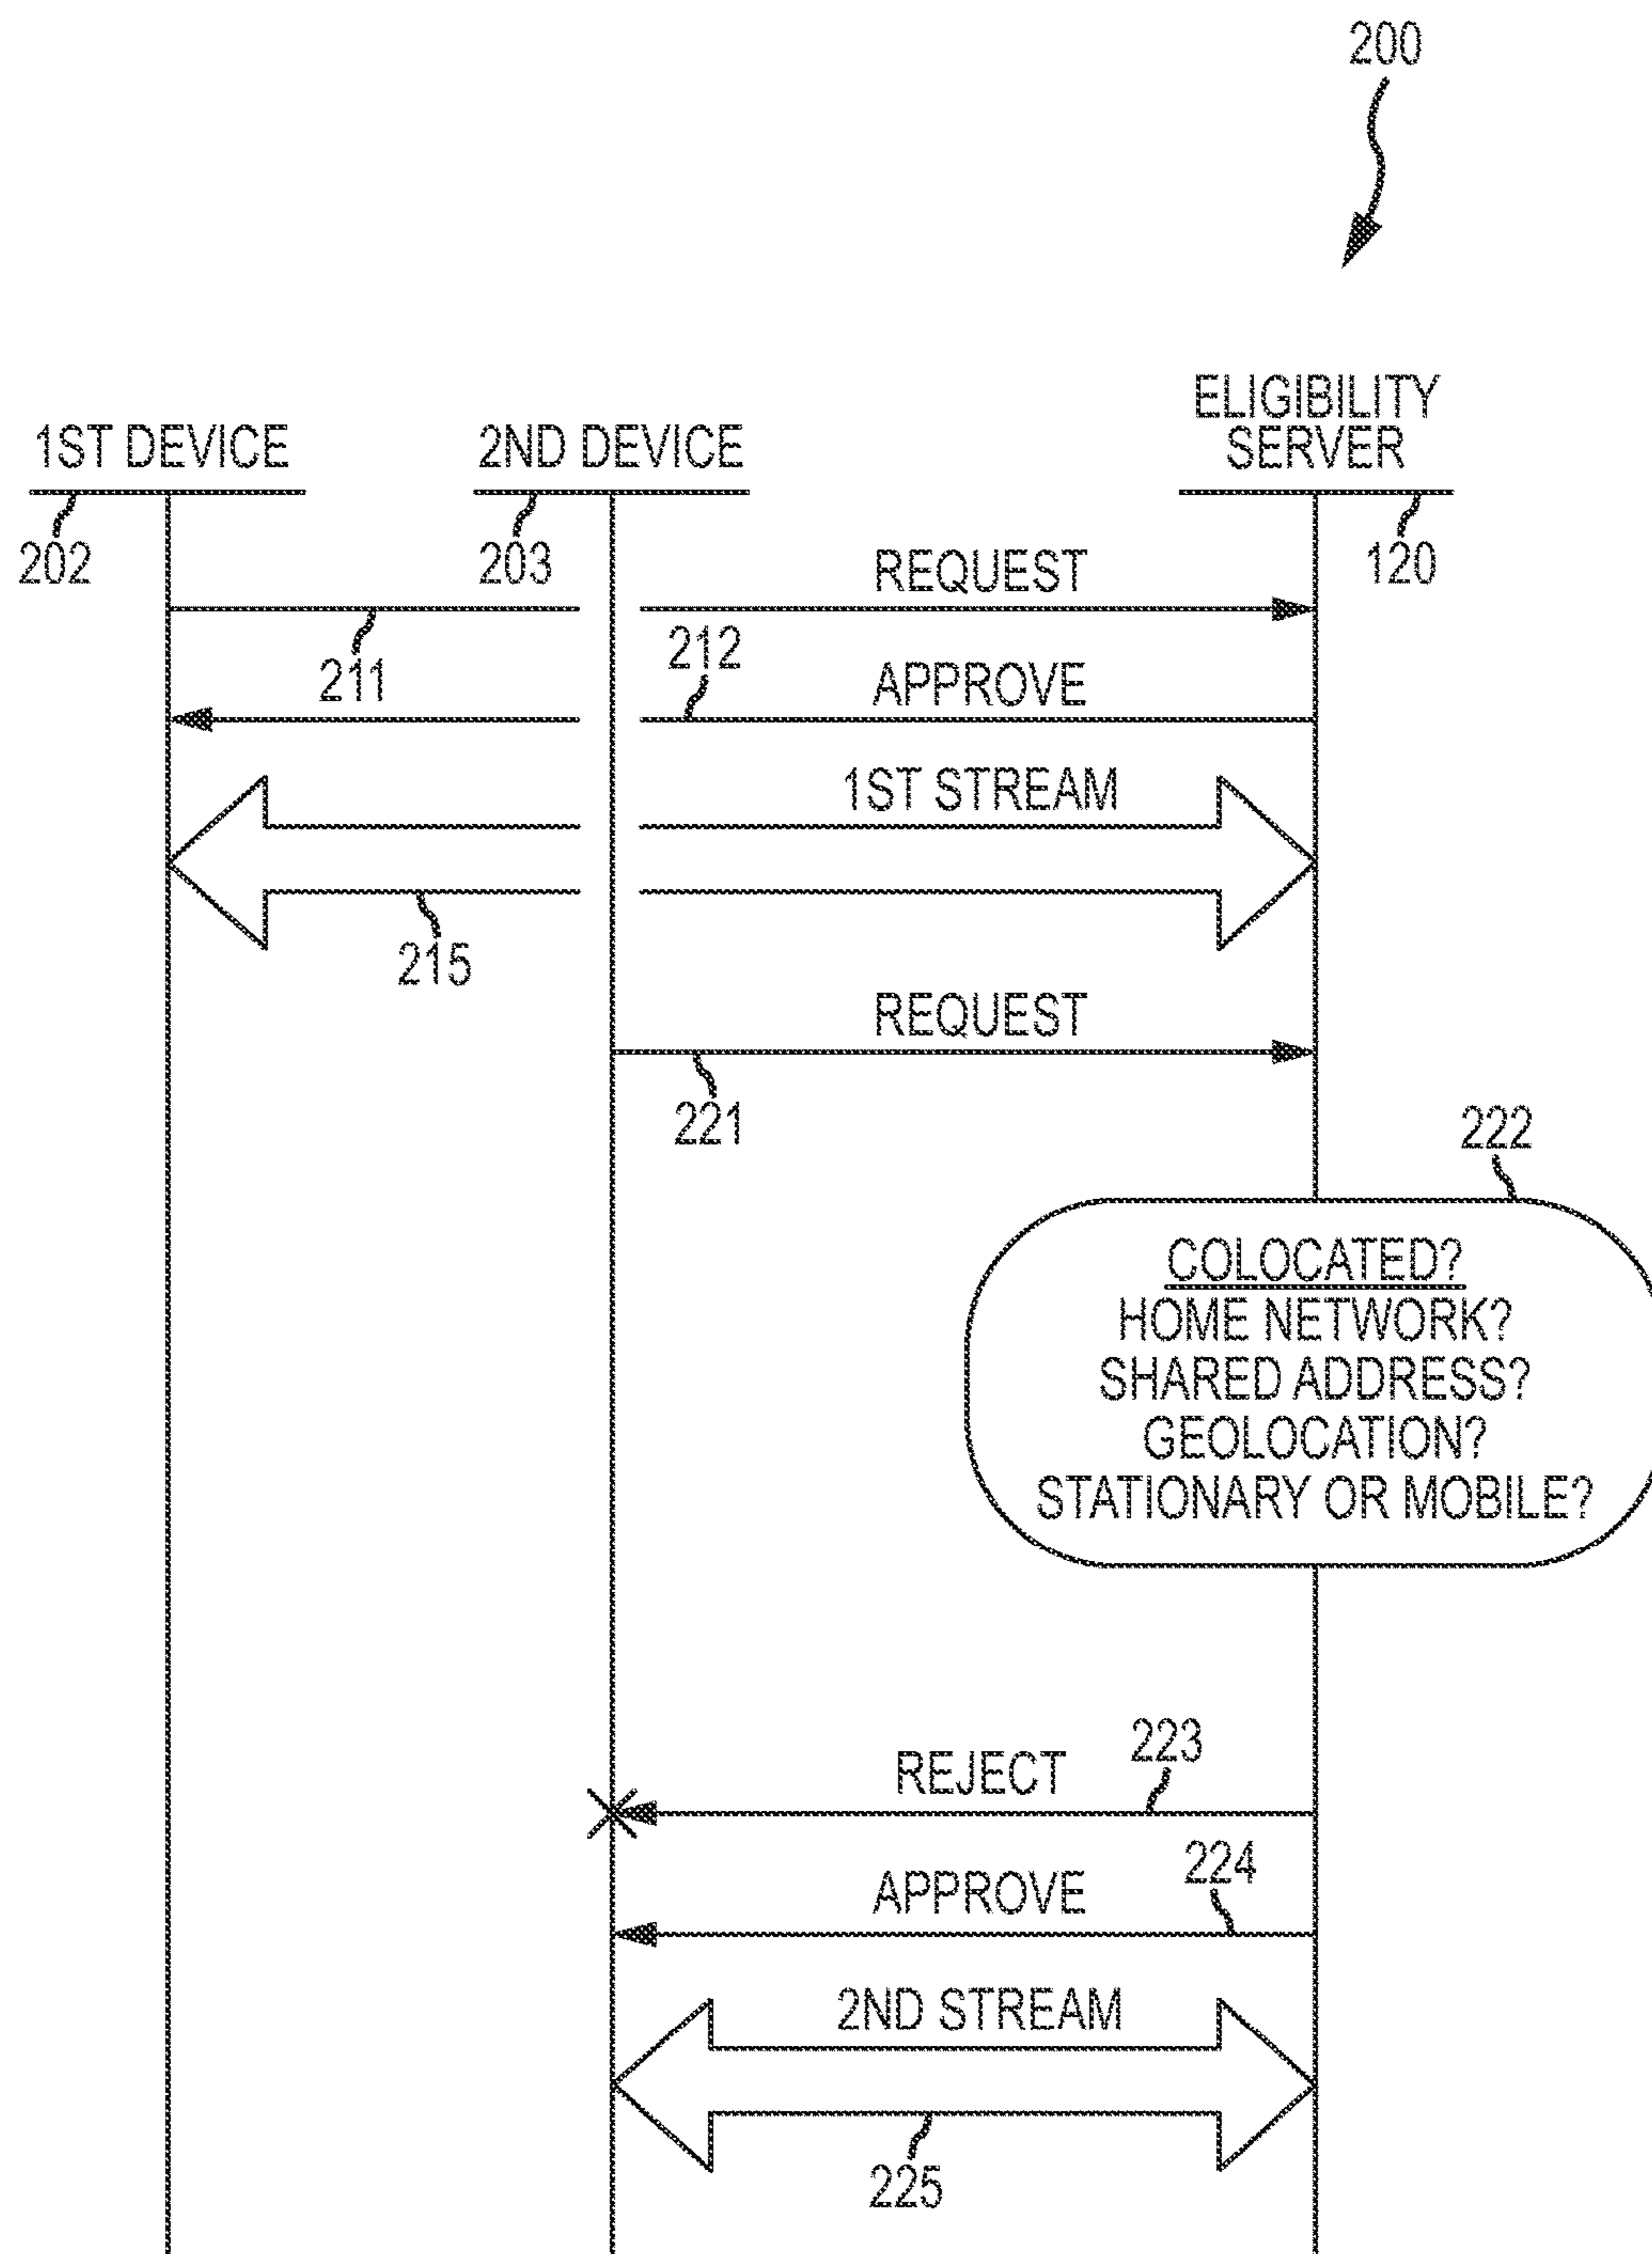 200
1ST DEVICE
2ND DEVICE
ELIGIBILITY
SERVER
202
203
120
REQUEST
211
212
APPROVE
1ST STREAM
215
REQUEST
221
222
COLOCATED?
HOME NETWORK?
SHARED ADDRESS?
GEOLOCATION?
STATIONARY OR MOBILE?
REJECT
223
APPROVE
224
2ND STREAM
225